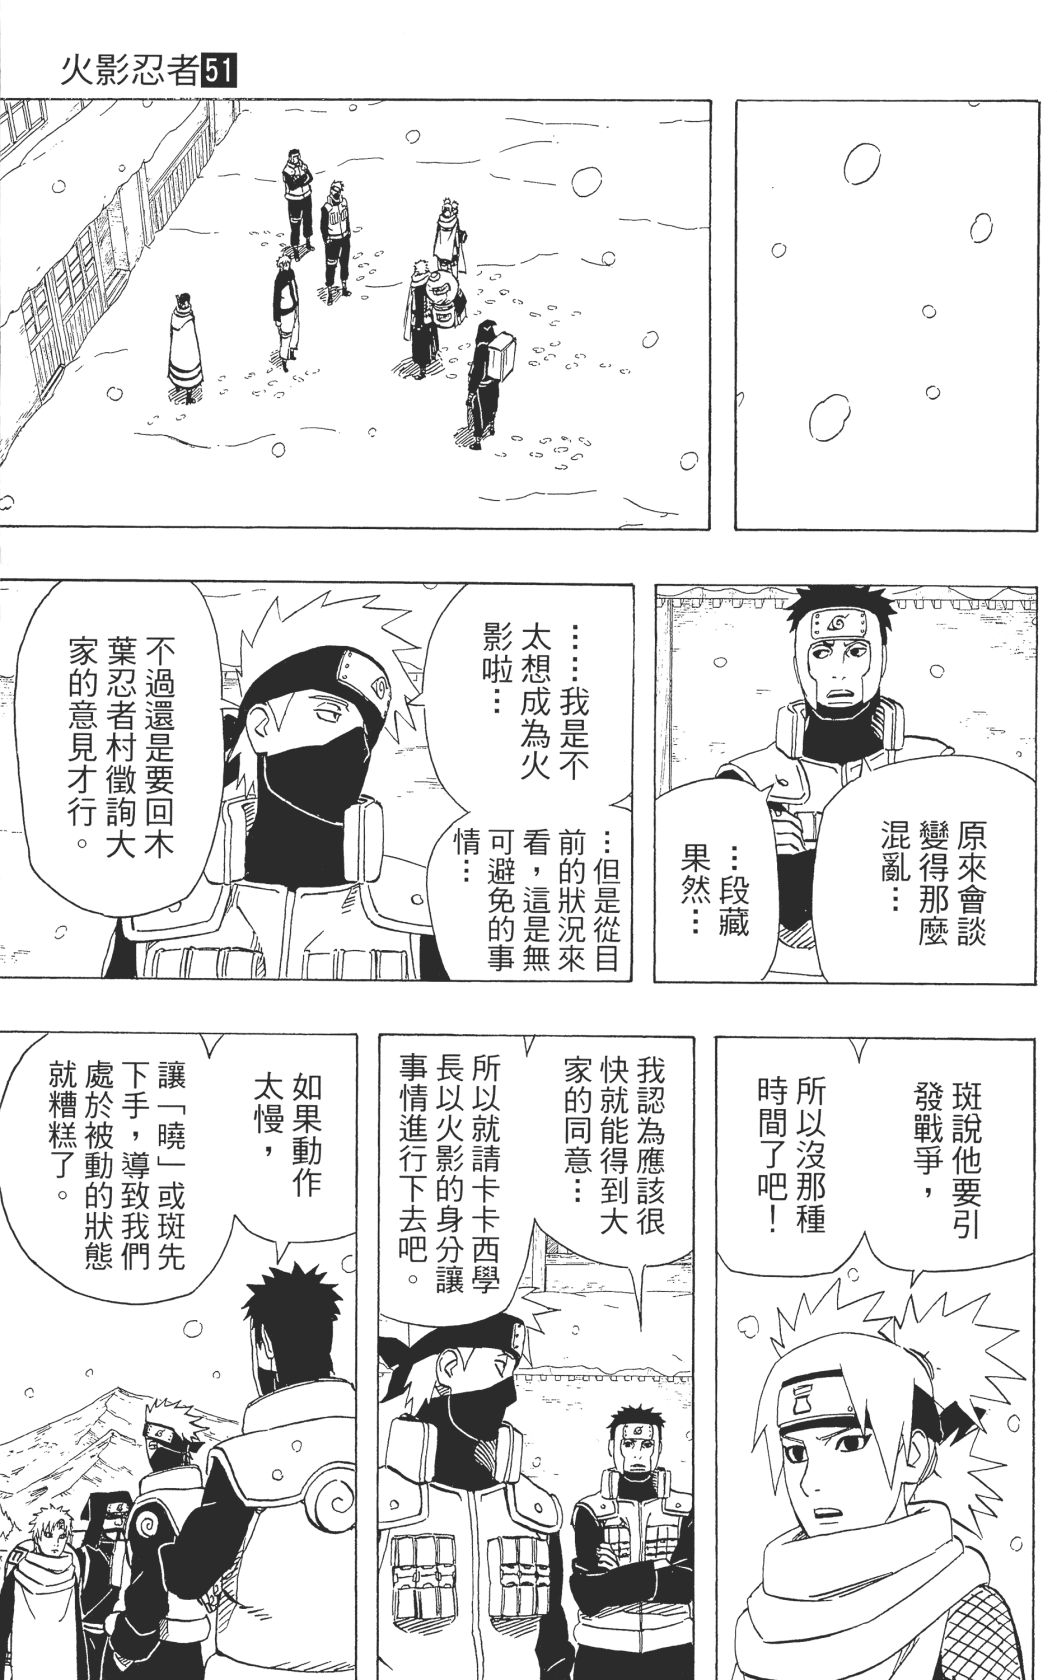 火影忍者51
原來會談
變得那麼
混亂…
…段藏
果然…
……我是不
太想成為火
影啦…
…但是從目
前的狀況來
看，這是無
可避免的事
情…
不過還是要回木
葉忍者村徵詢大
家的意見才行。
斑說他要引
發戰爭，
所以沒那種
時間了吧！
我認為應該很
快就能得到大
家的同意…
所以就請卡卡西學
長以火影的身分讓
事情進行下去吧。
如果動作
太慢，
讓「曉」或斑先
下手，導致我們
處於被動的狀態
就糟糕了。